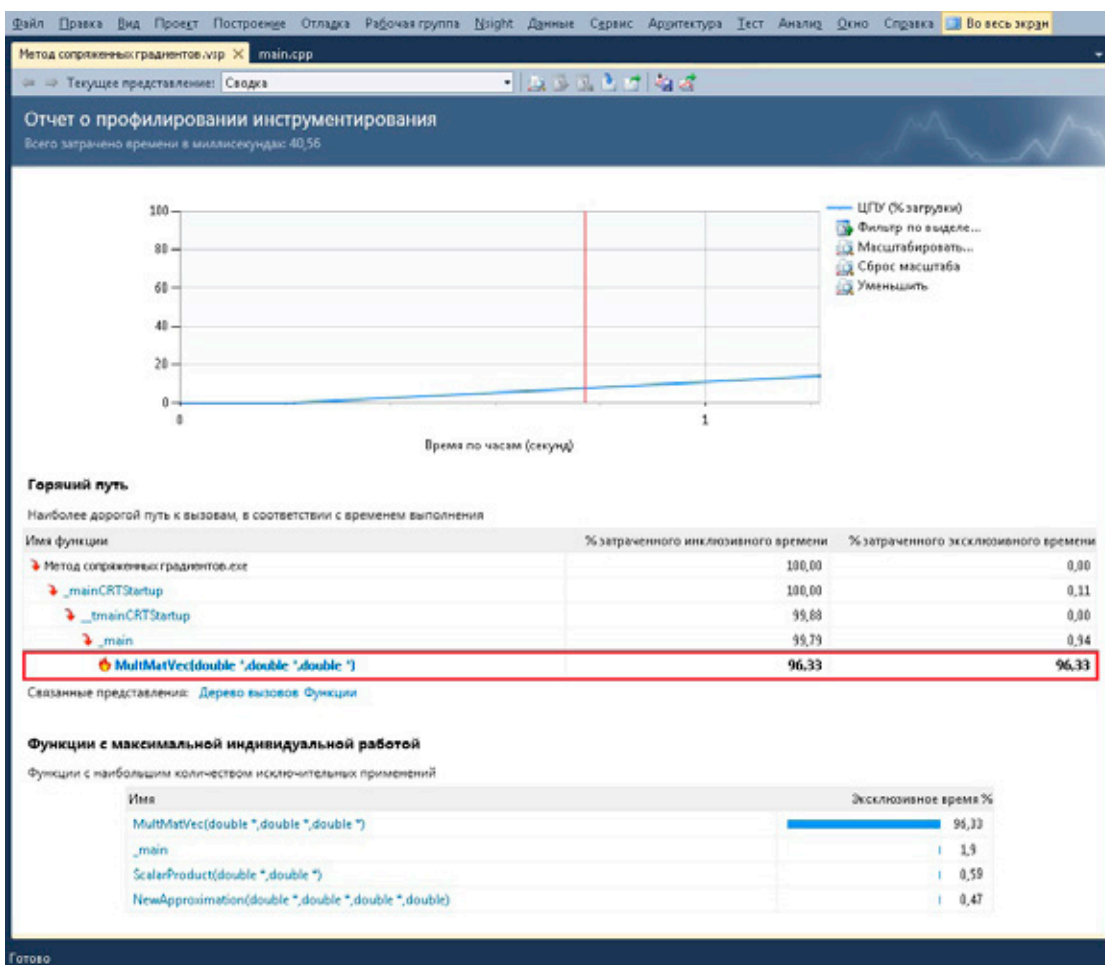 Файл Правка Вид Проект Построение Отладка Рабочая группа Nsight Данные Сервис Архитектура Тест Анализ Окно Справка Во весь экран
Метод сопряженных градиентов.vsp main.cpp
Текущее представление: Сводка
Отчет о профилировании инструментирования
Всего затрачено времени в миллисекундах: 40,56
100
80
60
40
20
0
0 1
Время по часам (секунд)
ЦПУ (% загрузки)
Фильтр по выделе...
Масштабировать...
Сброс масштаба
Уменьшить
Горячий путь
Наиболее дорогой путь к вызовам, в соответствии с временем выполнения
Имя функции % затраченного инклюзивного времени % затраченного эксклюзивного времени
Метод сопряженных градиентов.exe 100,00 0,00
_mainCRTStartup 100,00 0,11
__tmainCRTStartup 99,88 0,00
_main 99,79 0,94
MultMatVec(double *,double *,double *) 96,33 96,33
Связанные представления: Дерево вызовов Функции
Функции с максимальной индивидуальной работой
Функции с наибольшим количеством исключительных применений
Имя Эксклюзивное время %
MultMatVec(double *,double *,double *) 96,33
_main 1,9
ScalarProduct(double *,double *) 0,59
NewApproximation(double *,double *,double *,double) 0,47
Готово